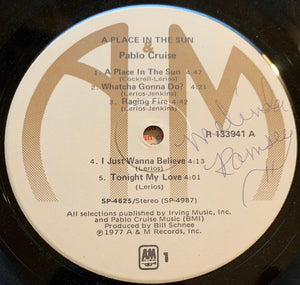 A PLACE IN THE SUN
&
Pablo Cruise
1. A Place In The Sun 4:47
(Cockrell-Lerios)
2. Whatcha Gonna Do? 4:
(Lerios-Jenkins)
3. Raging Fire
(Lerios-Jenkins)
R-133941 A
4. I Just Wanna Believe 4:13
(Lerios)
5. Tonight My Love 4:01
(Lerios)
SP-4625/Stereo (SP-4987)
All selections published by Irving Music, Inc.
and Pablo Cruise Music (BMI)
Produced by Bill Schnee
℗ 1977 A & M Records, Inc.
A&M 1
Ramsey